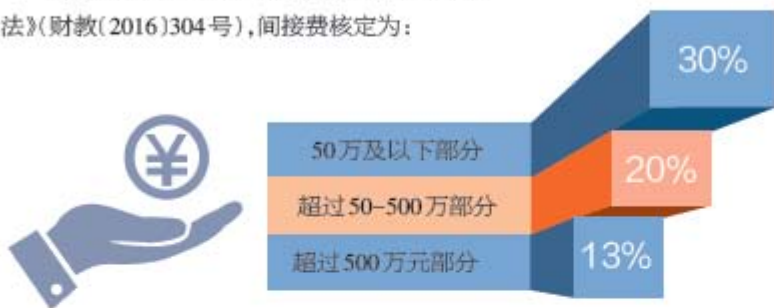 法》(财教〔2016〕304号),间接费核定为:
30%
50万及以下部分
20%
超过50-500万部分
13%
超过500万元部分
¥